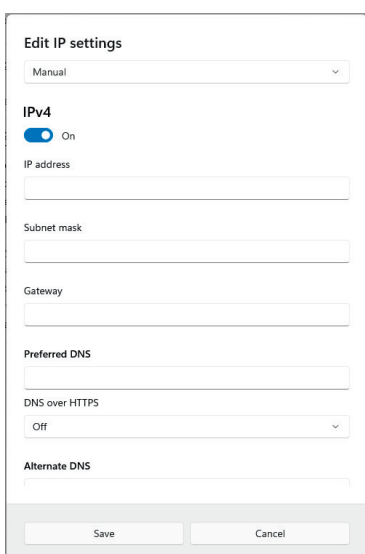 Edit IP settings
Manual
IPv4
On
IP address
Subnet mask
Gateway
Preferred DNS
DNS over HTTPS
Off
Alternate DNS
Save
Cancel